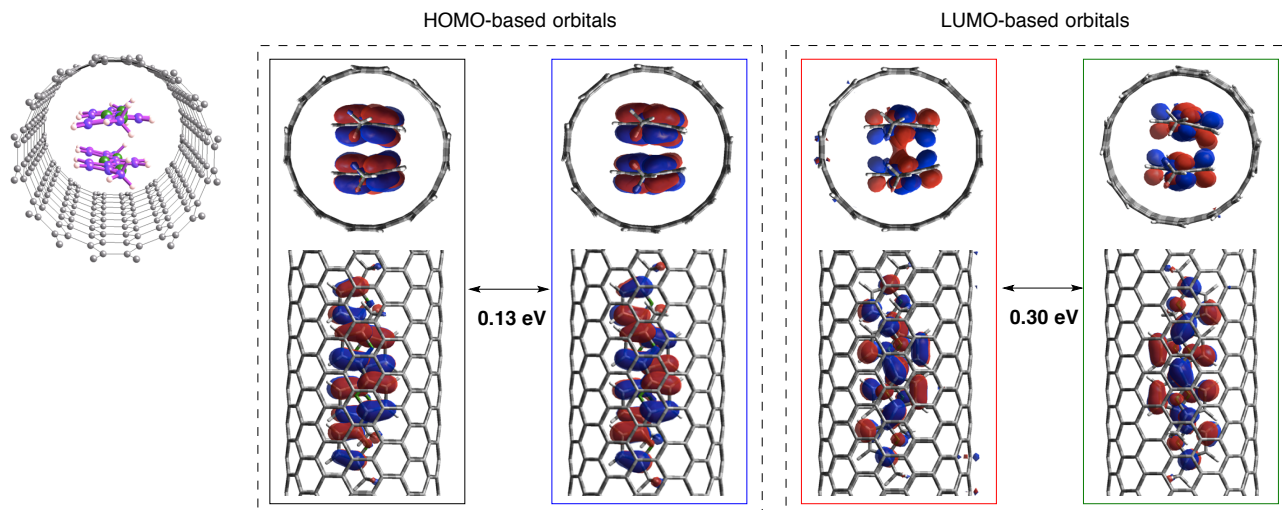 HOMO-based orbitals
LUMO-based orbitals
0.13 eV
0.30 eV